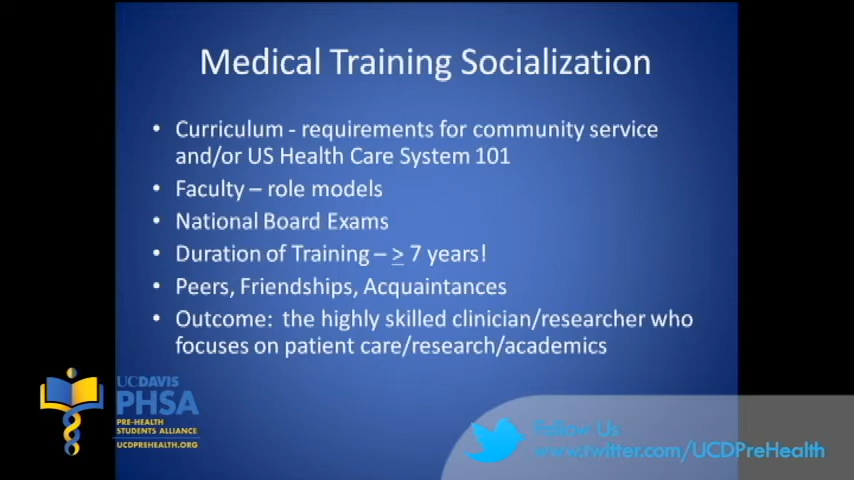 Medical Training Socialization
• Curriculum - requirements for community service
and/or US Health Care System 101
• Faculty – role models
• National Board Exams
• Duration of Training – ≥ 7 years!
• Peers, Friendships, Acquaintances
• Outcome: the highly skilled clinician/researcher who
focuses on patient care/research/academics
UCDAVIS
PHSA
PRE-HEALTH
STUDENTS ALLIANCE
UCDPREHEALTH.ORG
Follow Us:
www.twitter.com/UCDPreHealth